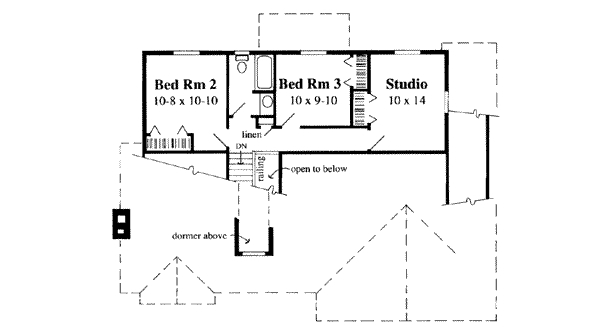 Bed Rm 2
10-8 x 10-10
Bed Rm 3
10 x 9-10
Studio
10 x 14
linen
DN
railing
open to below
dormer above